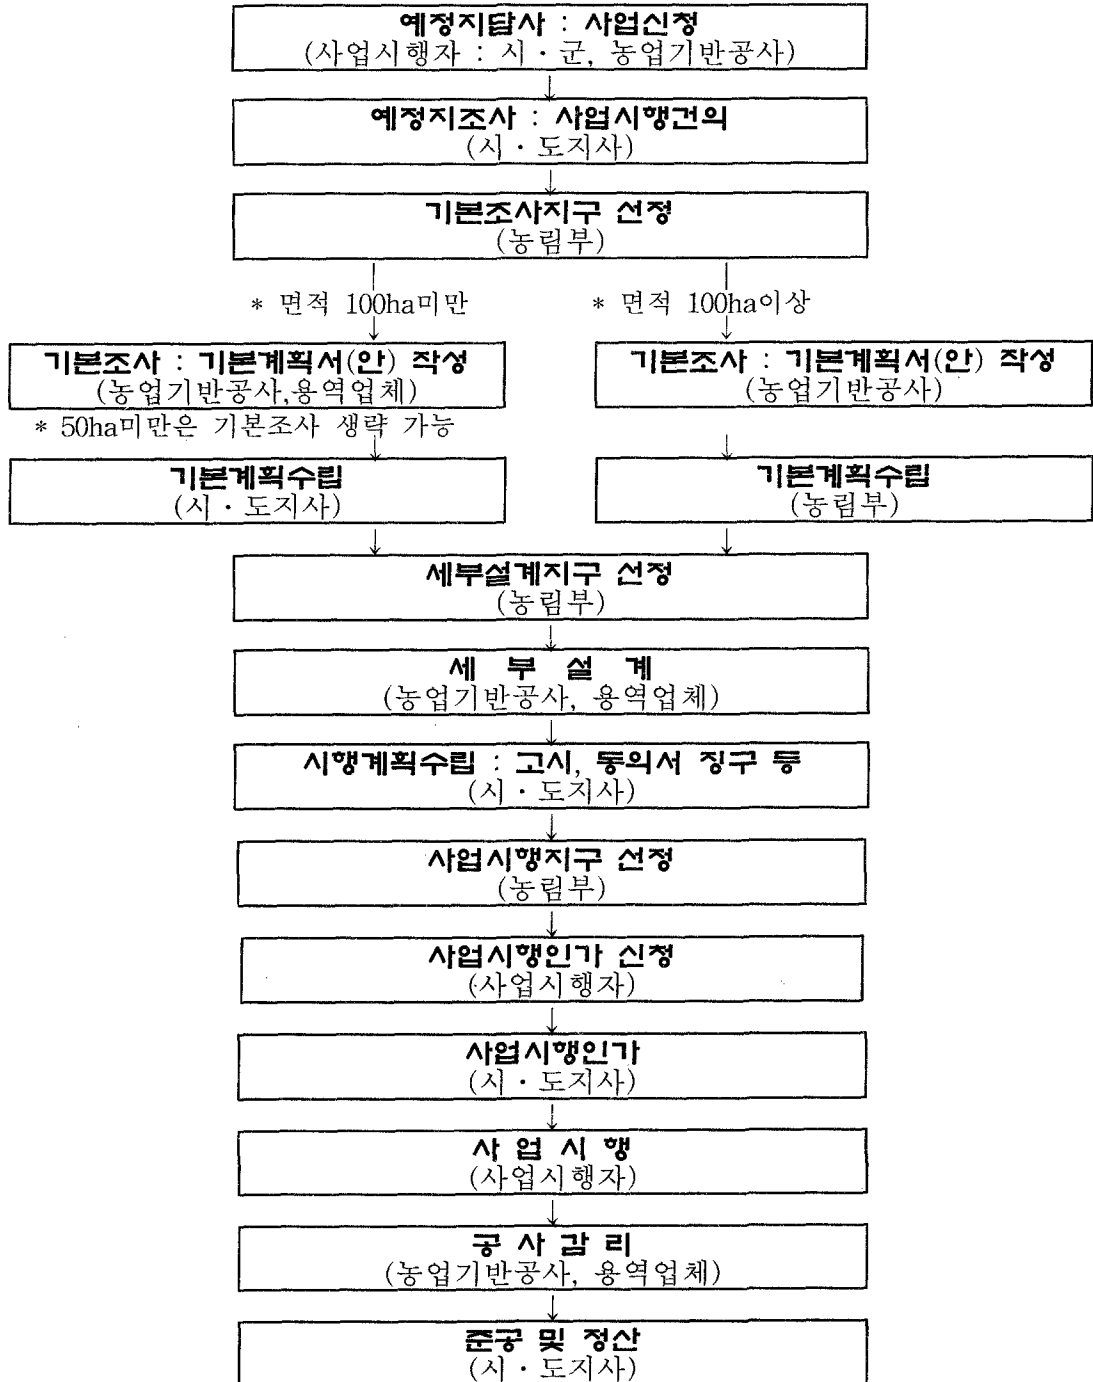 예정지답사 : 사업신청
(사업시행자 : 시·군, 농업기반공사)
예정지조사 : 사업시행건의
(시·도지사)
기본조사지구 선정
(농림부)
* 면적 100ha미만
* 면적 100ha이상
기본조사 : 기본계획서(안) 작성
(농업기반공사,용역업체)
* 50ha미만은 기본조사 생략 가능
기본조사 : 기본계획서(안) 작성
(농업기반공사)
기본계획수립
(시·도지사)
기본계획수립
(농림부)
세부설계지구 선정
(농림부)
세 부 설 계
(농업기반공사, 용역업체)
시행계획수립 : 고시, 동의서 징구 등
(시·도지사)
사업시행지구 선정
(농림부)
사업시행인가 신청
(사업시행자)
사업시행인가
(시·도지사)
사 업 시 행
(사업시행자)
공 사 감 리
(농업기반공사, 용역업체)
준공 및 정산
(시·도지사)